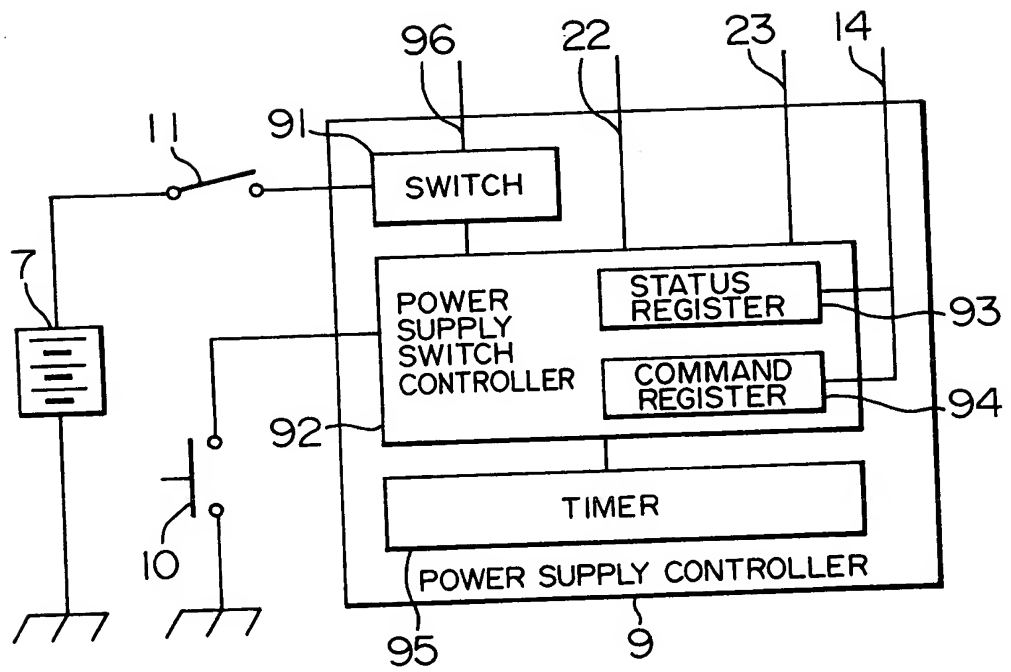 96
22
23
14
91
11
SWITCH
7
POWER
SUPPLY
SWITCH
CONTROLLER
STATUS
REGISTER
93
COMMAND
REGISTER
94
92
10
TIMER
POWER SUPPLY CONTROLLER
95
9